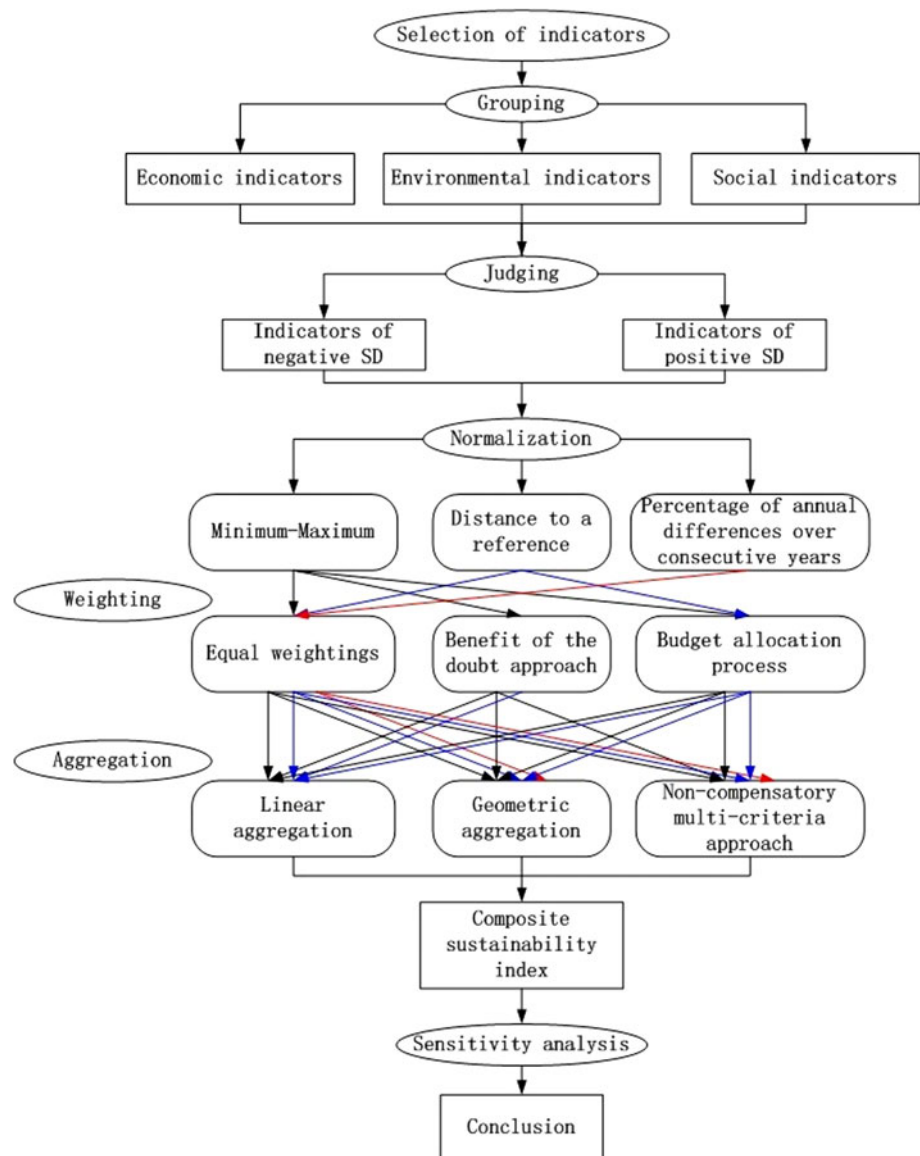 Selection of indicators
Grouping
Economic indicators
Environmental indicators
Social indicators
Judging
Indicators of
negative SD
Indicators of
positive SD
Normalization
Minimum-Maximum
Distance to a
reference
Percentage of annual
differences over
consecutive years
Weighting
Equal weightings
Benefit of the
doubt approach
Budget allocation
process
Aggregation
Linear
aggregation
Geometric
aggregation
Non-compensatory
multi-criteria
approach
Composite
sustainability
index
Sensitivity analysis
Conclusion